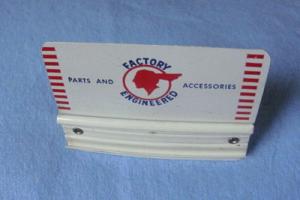 FACTORY
PARTS AND ACCESSORIES
ENGINEERED